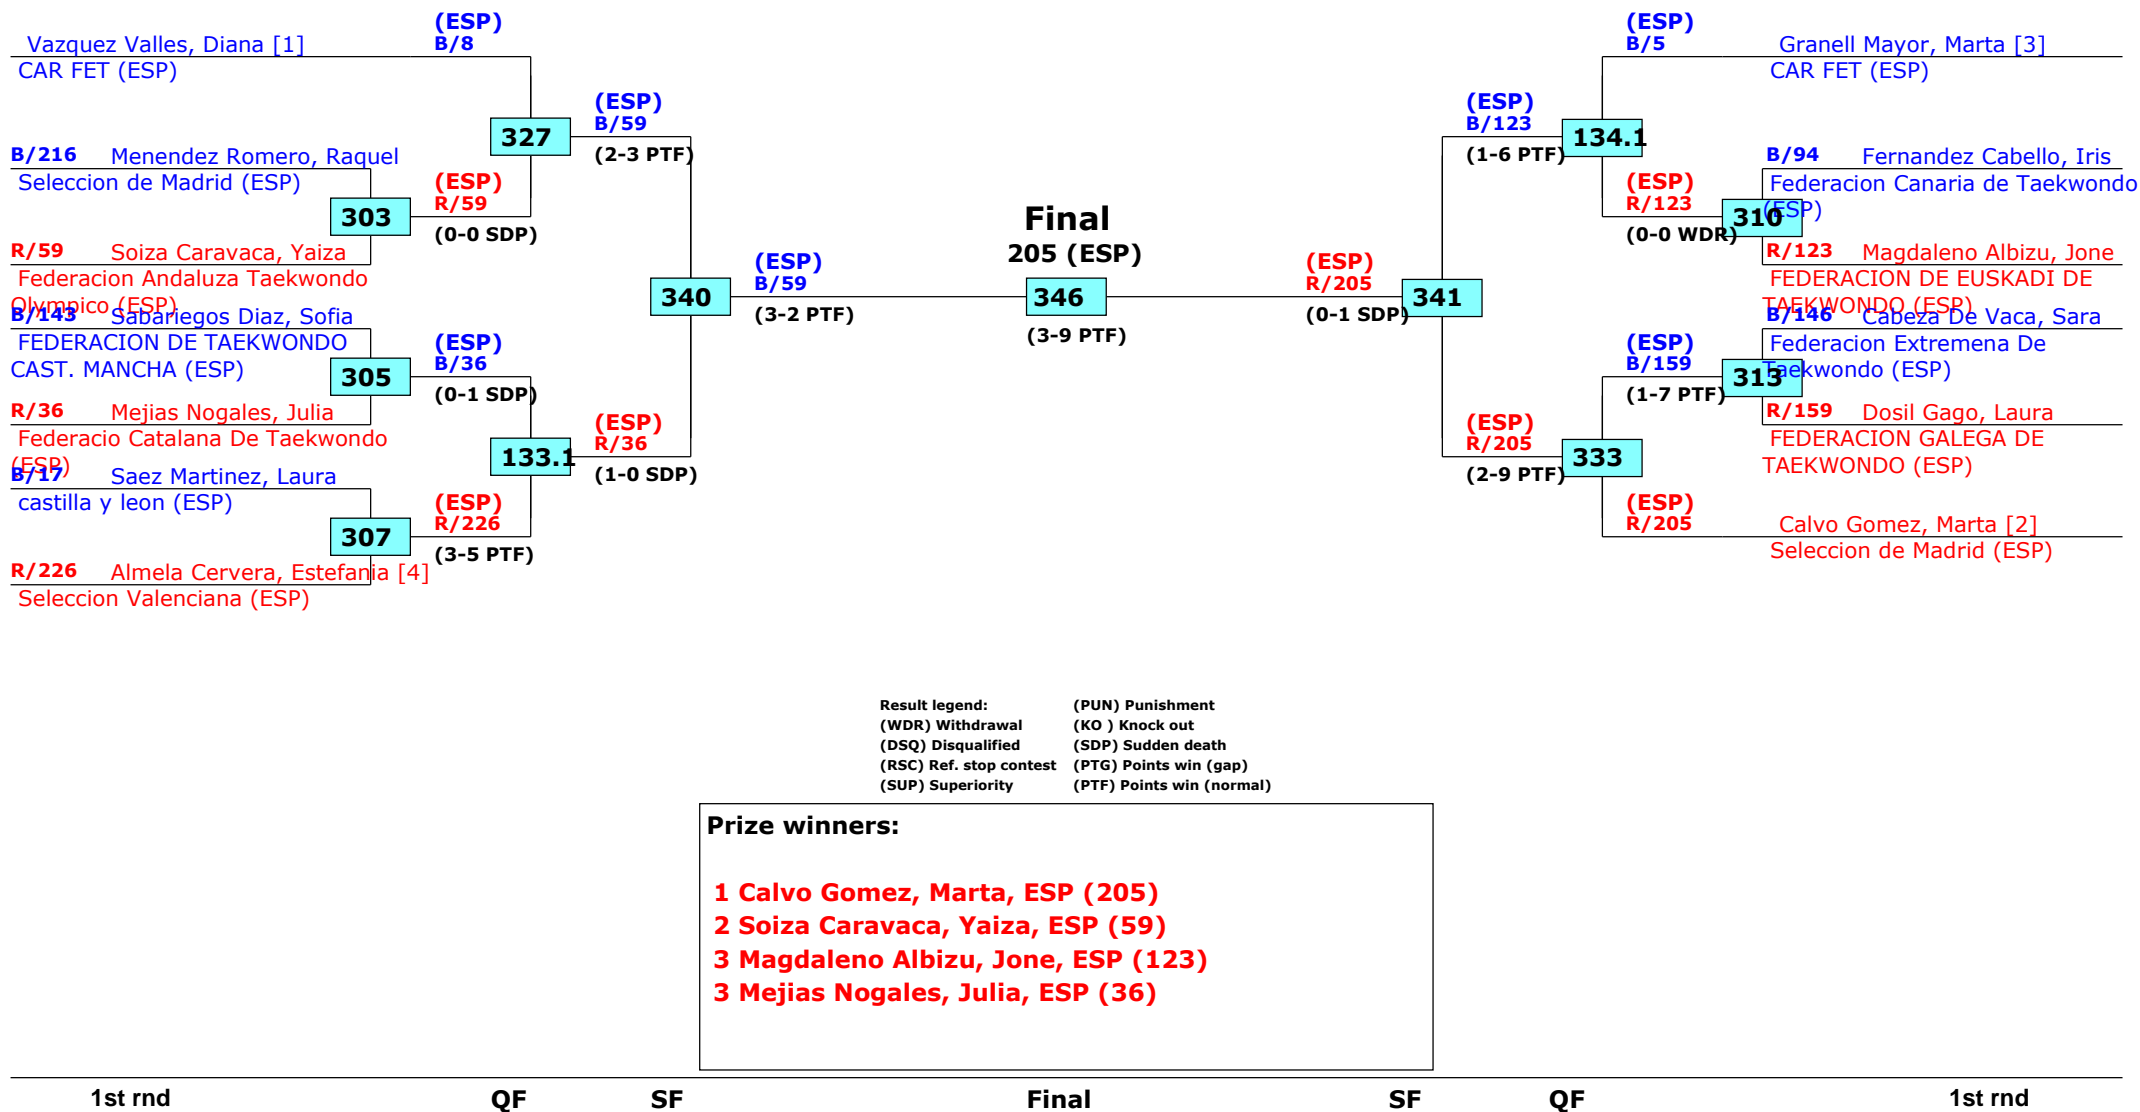 (ESP)
B/8
Vazquez Valles, Diana [1]
CAR FET (ESP)
327
(ESP)
B/59
(2-3 PTF)
B/216 Menendez Romero, Raquel
Seleccion de Madrid (ESP)
303
(ESP)
R/59
(0-0 SDP)
R/59 Soiza Caravaca, Yaiza
Federacion Andaluza Taekwondo
Olympico (ESP)
340
(ESP)
B/59
(3-2 PTF)
B/143 Sabariegos Diaz, Sofia
FEDERACION DE TAEKWONDO
CAST. MANCHA (ESP)
305
(ESP)
B/36
(0-1 SDP)
R/36 Mejias Nogales, Julia
Federacio Catalana De Taekwondo
(ESP)
133.1
(ESP)
R/36
(1-0 SDP)
B/17 Saez Martinez, Laura
castilla y leon (ESP)
307
(ESP)
R/226
(3-5 PTF)
R/226 Almela Cervera, Estefania [4]
Seleccion Valenciana (ESP)
Final
205 (ESP)
346
(3-9 PTF)
(ESP)
B/5
Granell Mayor, Marta [3]
CAR FET (ESP)
(ESP)
B/123
(1-6 PTF)
134.1
B/94 Fernandez Cabello, Iris
Federacion Canaria de Taekwondo
(ESP)
(ESP)
R/123
(0-0 WDR)
310
R/123 Magdaleno Albizu, Jone
FEDERACION DE EUSKADI DE
TAEKWONDO (ESP)
(ESP)
R/205
(0-1 SDP)
341
B/146 Cabeza De Vaca, Sara
Federacion Extremena De
Taekwondo (ESP)
(ESP)
B/159
(1-7 PTF)
313
R/159 Dosil Gago, Laura
FEDERACION GALEGA DE
TAEKWONDO (ESP)
(ESP)
R/205
(2-9 PTF)
333
(ESP)
R/205
Calvo Gomez, Marta [2]
Seleccion de Madrid (ESP)
Result legend: (PUN) Punishment
(WDR) Withdrawal (KO ) Knock out
(DSQ) Disqualified (SDP) Sudden death
(RSC) Ref. stop contest (PTG) Points win (gap)
(SUP) Superiority (PTF) Points win (normal)
Prize winners:
1 Calvo Gomez, Marta, ESP (205)
2 Soiza Caravaca, Yaiza, ESP (59)
3 Magdaleno Albizu, Jone, ESP (123)
3 Mejias Nogales, Julia, ESP (36)
1st rnd QF SF Final SF QF 1st rnd